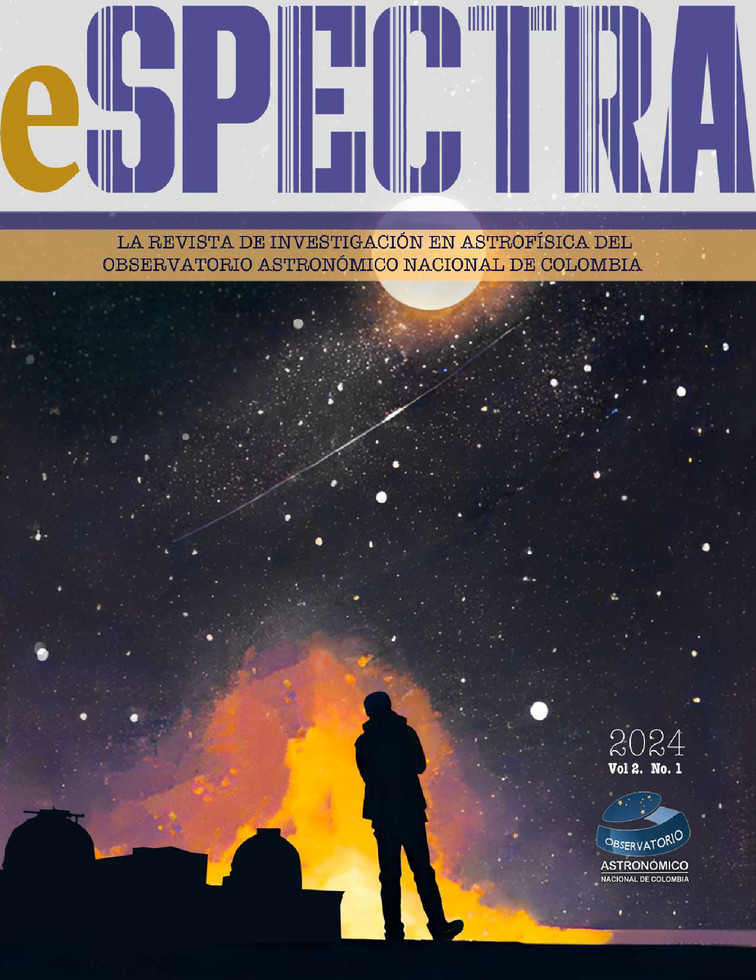 eSPECTRA
LA REVISTA DE INVESTIGACIÓN EN ASTROFÍSICA DEL
OBSERVATORIO ASTRONÓMICO NACIONAL DE COLOMBIA
2024
Vol 2. No. 1
OBSERVATORIO
ASTRONÓMICO
NACIONAL DE COLOMBIA